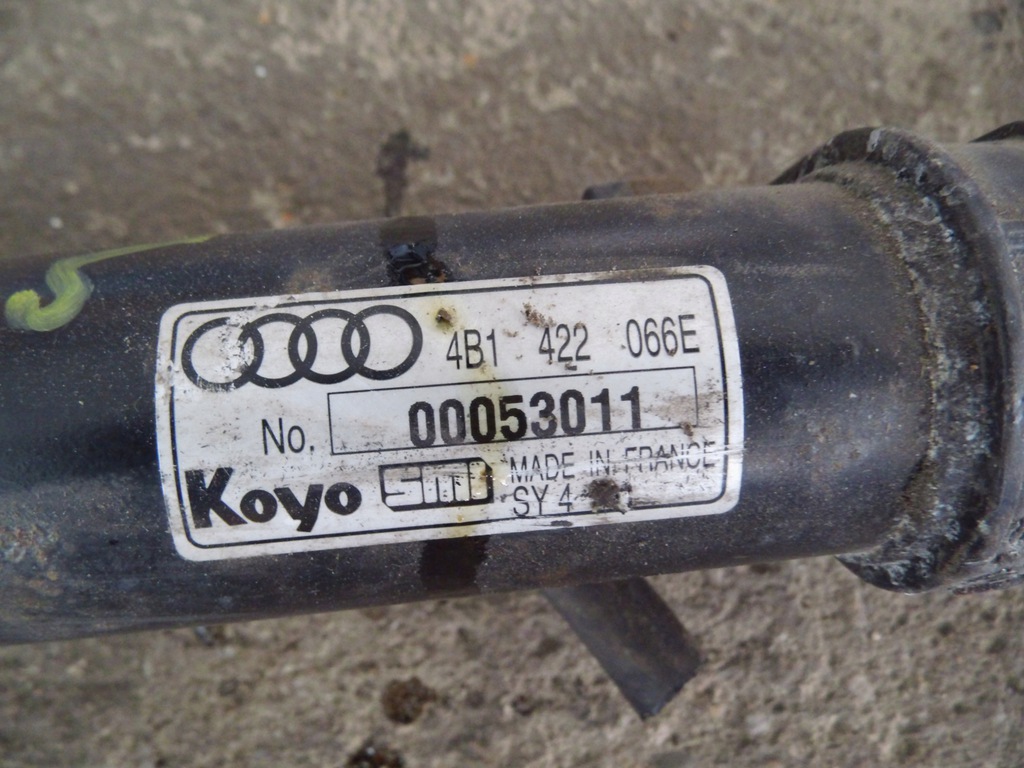 4B1 422 066E
No. 00053011
Koyo smi MADE IN FRANCE
SY 4